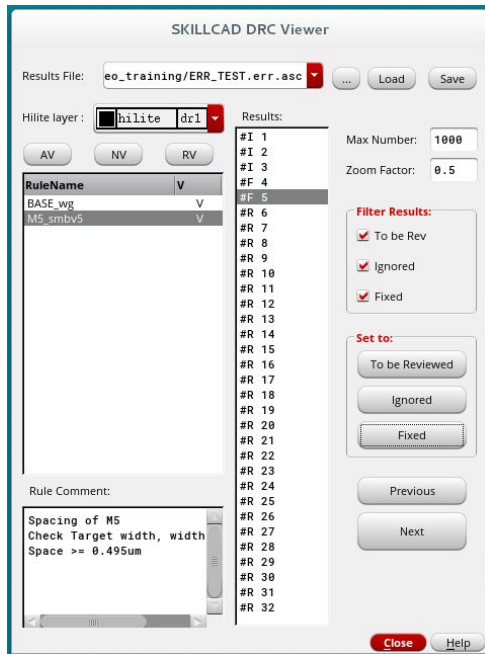 SKILLCAD DRC Viewer
Results File: eo_training/ERR_TEST.err.asc ... Load Save
Hilite layer : hilite dr1
AV NV RV
RuleName V
BASE_wg V
M5_smbv5 V
Rule Comment:
Spacing of M5
Check Target width, width
Space >= 0.495um
Results:
#I 1
#I 2
#I 3
#F 4
#F 5
#R 6
#R 7
#R 8
#R 9
#R 10
#R 11
#R 12
#R 13
#R 14
#R 15
#R 16
#R 17
#R 18
#R 19
#R 20
#R 21
#R 22
#R 23
#R 24
#R 25
#R 26
#R 27
#R 28
#R 29
#R 30
#R 31
#R 32
Max Number: 1000
Zoom Factor: 0.5
Filter Results:
To be Rev
Ignored
Fixed
Set to:
To be Reviewed
Ignored
Fixed
Previous
Next
Close Help